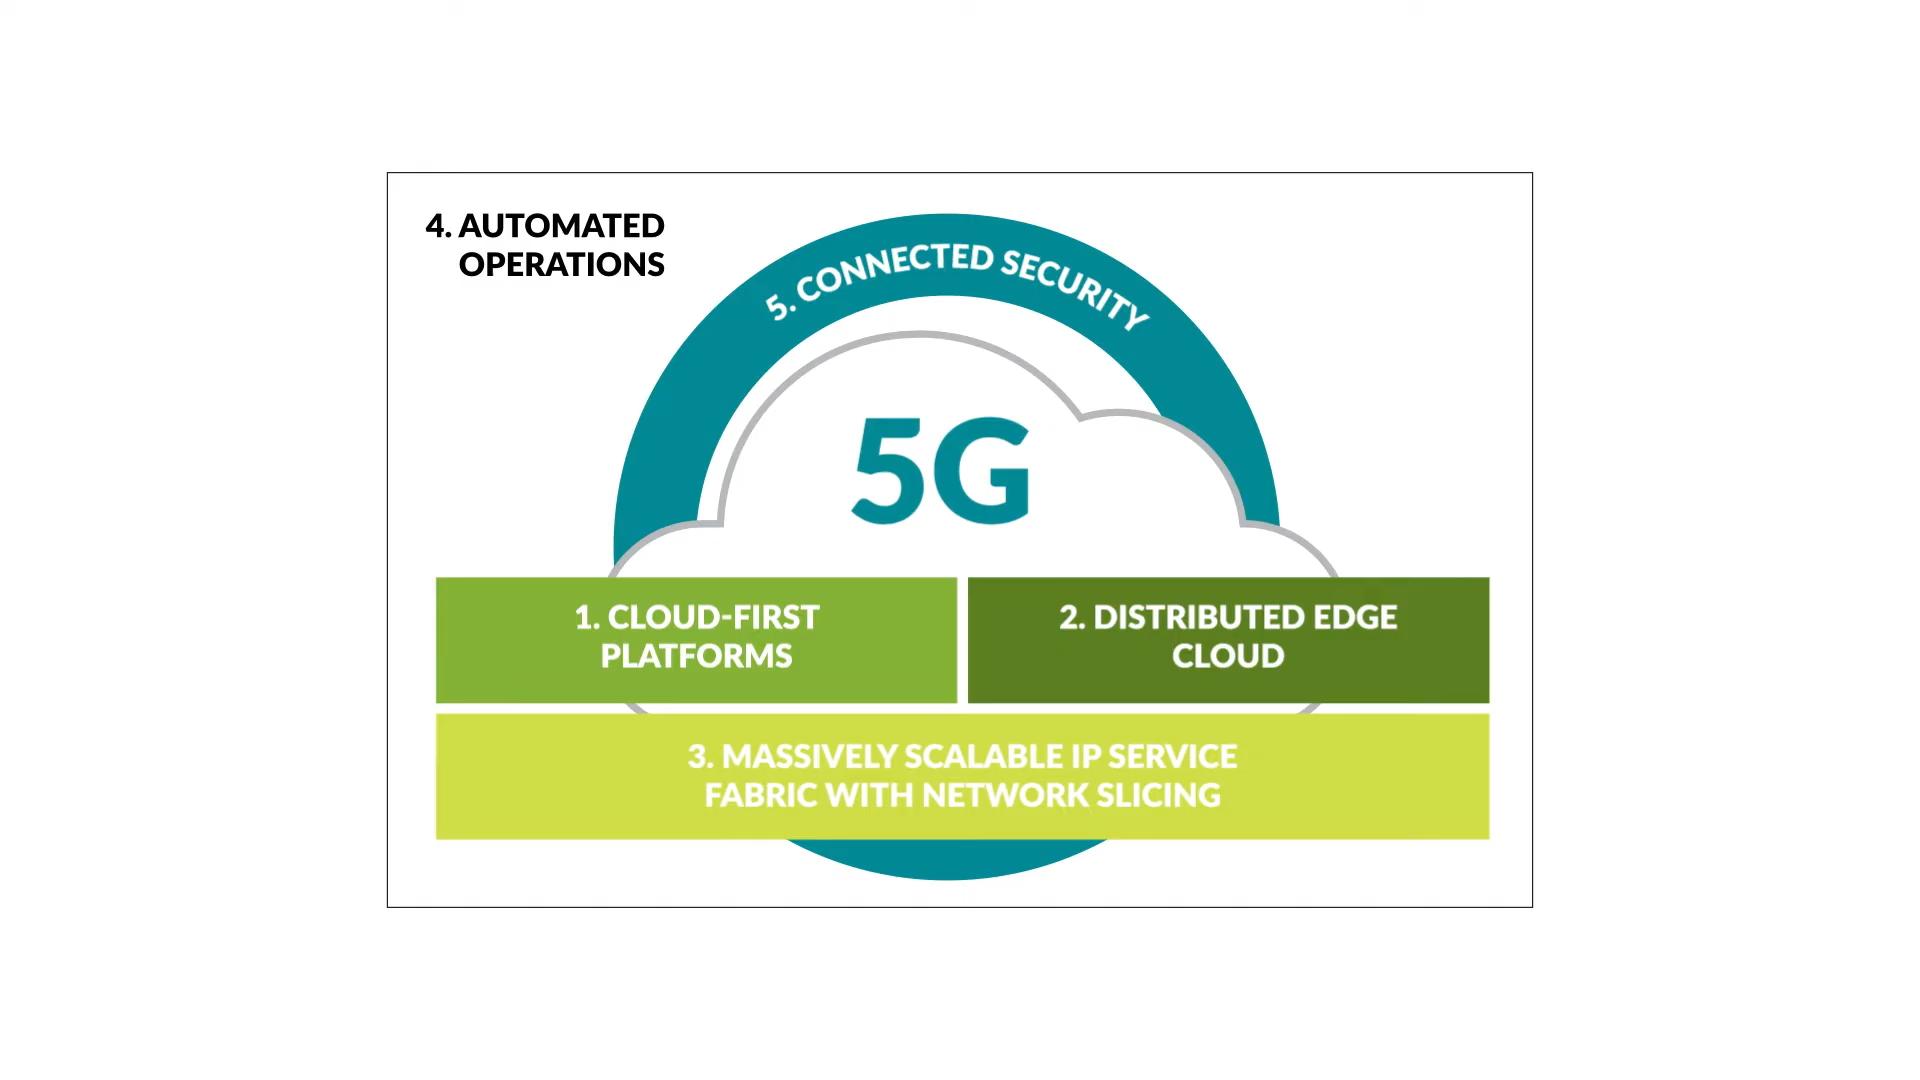 4. AUTOMATED
OPERATIONS
5. CONNECTED SECURITY
5G
1. CLOUD-FIRST
PLATFORMS
2. DISTRIBUTED EDGE
CLOUD
3. MASSIVELY SCALABLE IP SERVICE
FABRIC WITH NETWORK SLICING